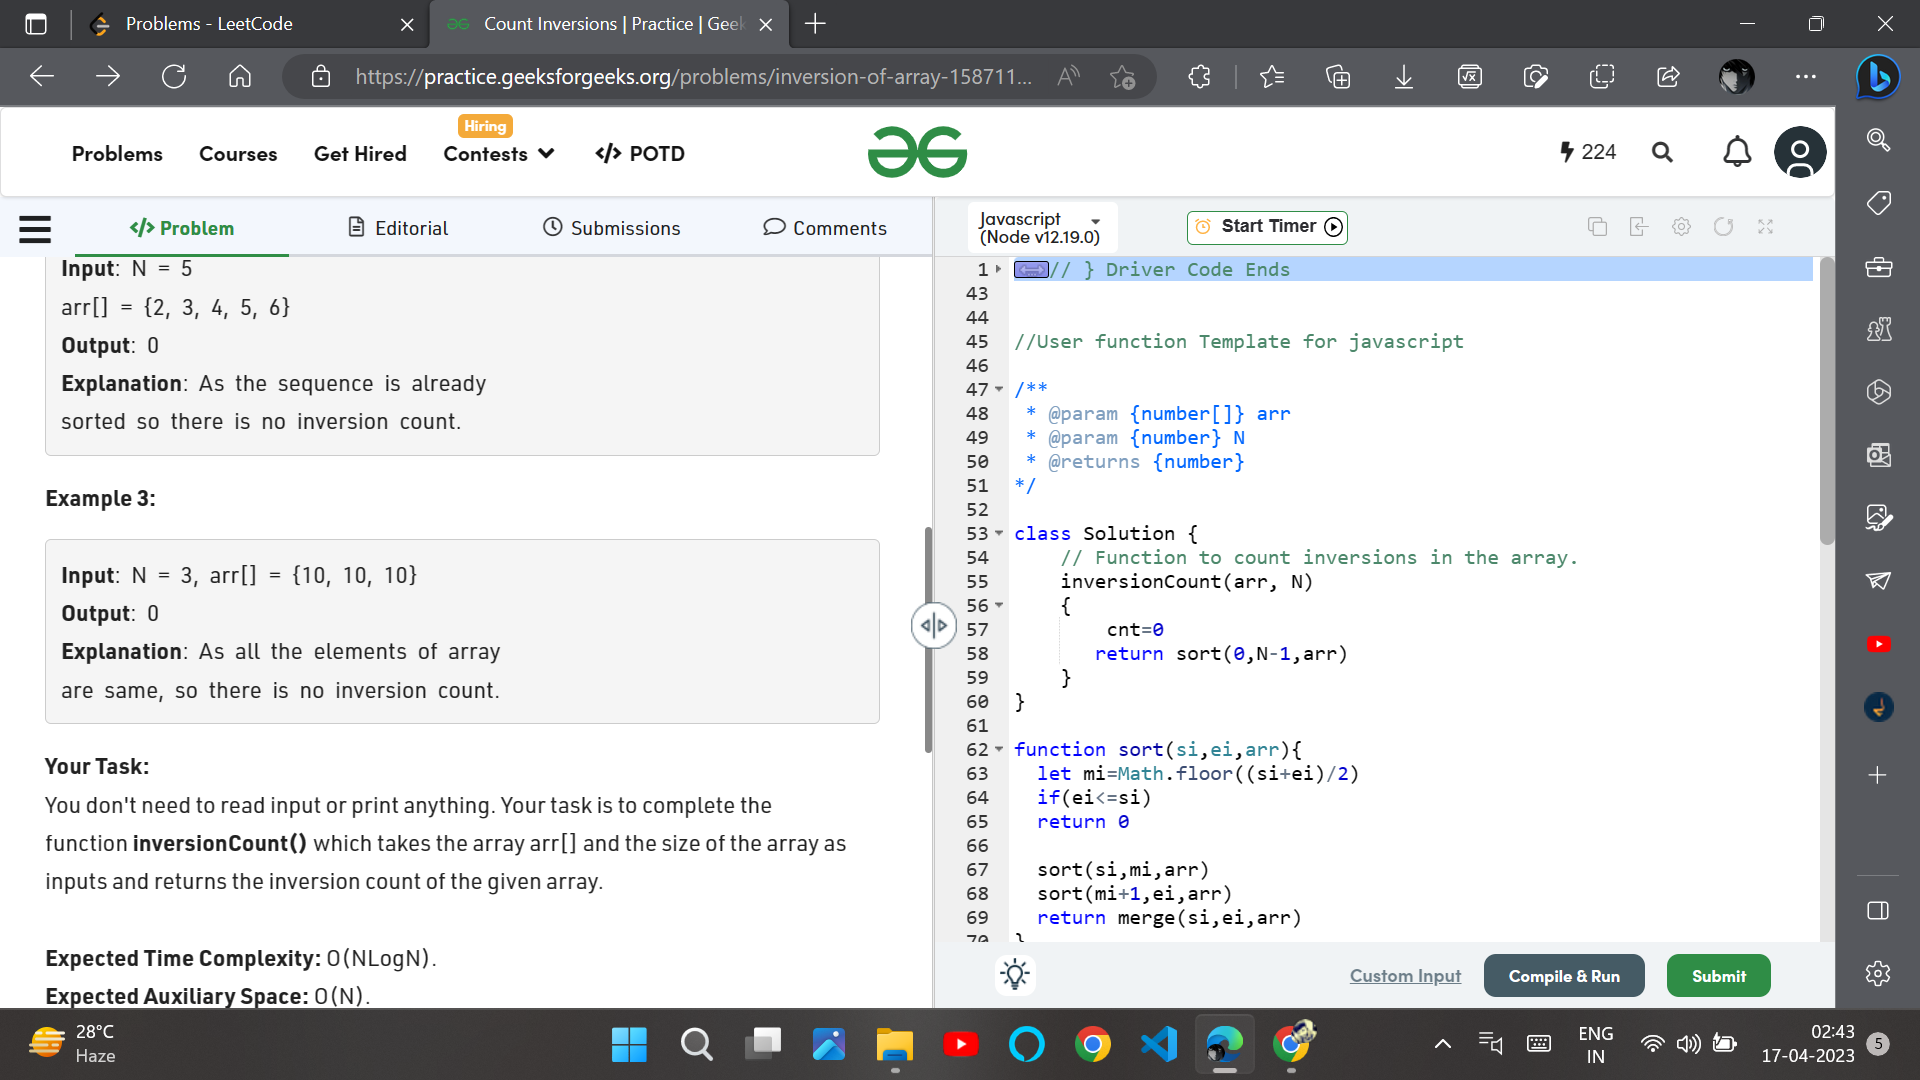 Problems - LeetCode
Count Inversions | Practice | Geek
https://practice.geeksforgeeks.org/problems/inversion-of-array-158711...
Hiring
Problems
Courses
Get Hired
Contests
</> POTD
224
</> Problem
Editorial
Submissions
Comments
Javascript
(Node v12.19.0)
Start Timer
Input: N = 5
arr[] = {2, 3, 4, 5, 6}
Output: 0
Explanation: As the sequence is already
sorted so there is no inversion count.
Example 3:
Input: N = 3, arr[] = {10, 10, 10}
Output: 0
Explanation: As all the elements of array
are same, so there is no inversion count.
Your Task:
You don't need to read input or print anything. Your task is to complete the
function inversionCount() which takes the array arr[] and the size of the array as
inputs and returns the inversion count of the given array.
Expected Time Complexity: O(NLogN).
Expected Auxiliary Space: O(N).
1 // } Driver Code Ends
43
44
45 //User function Template for javascript
46
47 /**
48 * @param {number[]} arr
49 * @param {number} N
50 * @returns {number}
51 */
52
53 class Solution {
54 // Function to count inversions in the array.
55 inversionCount(arr, N)
56 {
57 cnt=0
58 return sort(0,N-1,arr)
59 }
60 }
61
62 function sort(si,ei,arr){
63 let mi=Math.floor((si+ei)/2)
64 if(ei<=si)
65 return 0
66
67 sort(si,mi,arr)
68 sort(mi+1,ei,arr)
69 return merge(si,ei,arr)
70 }
Custom Input
Compile & Run
Submit
28°C
Haze
ENG
IN
02:43
17-04-2023
5